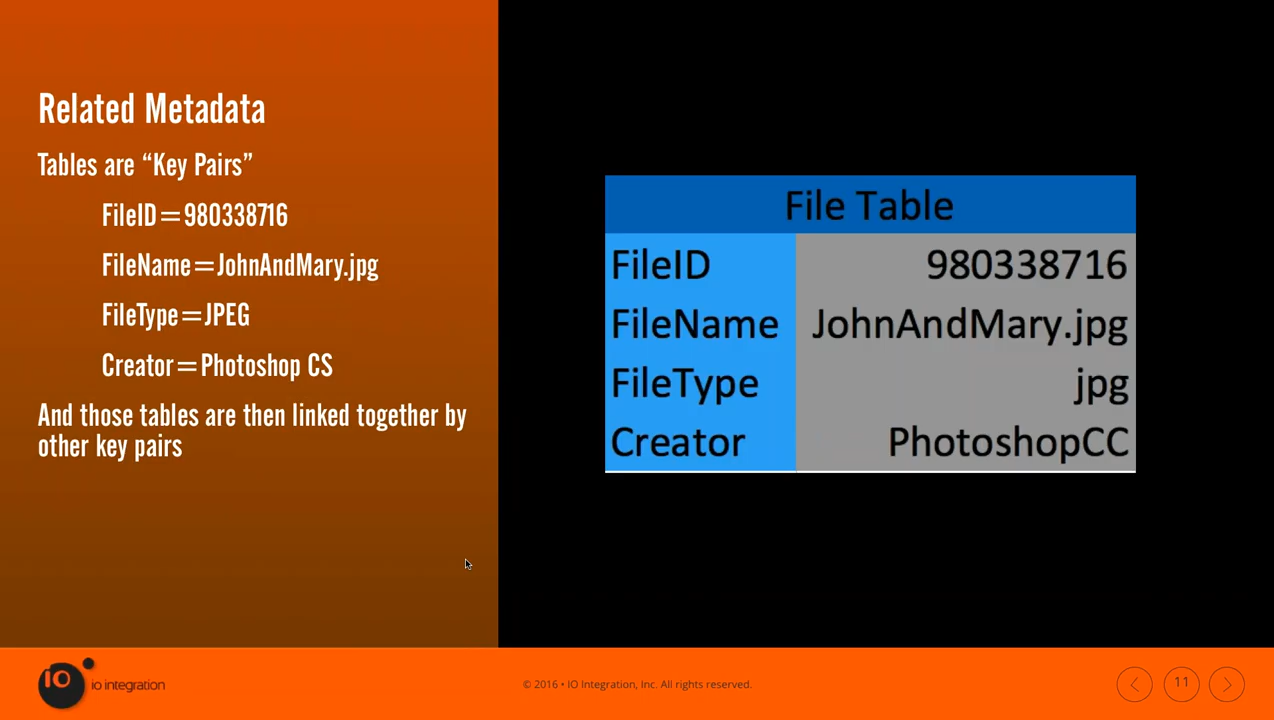 Related Metadata
Tables are “Key Pairs”
FileID=980338716
FileName=JohnAndMary.jpg
FileType=JPEG
Creator=Photoshop CS
And those tables are then linked together by
other key pairs
File Table
FileID 980338716
FileName JohnAndMary.jpg
FileType jpg
Creator PhotoshopCC
IO io integration
© 2016 • IO Integration, Inc. All rights reserved.
11